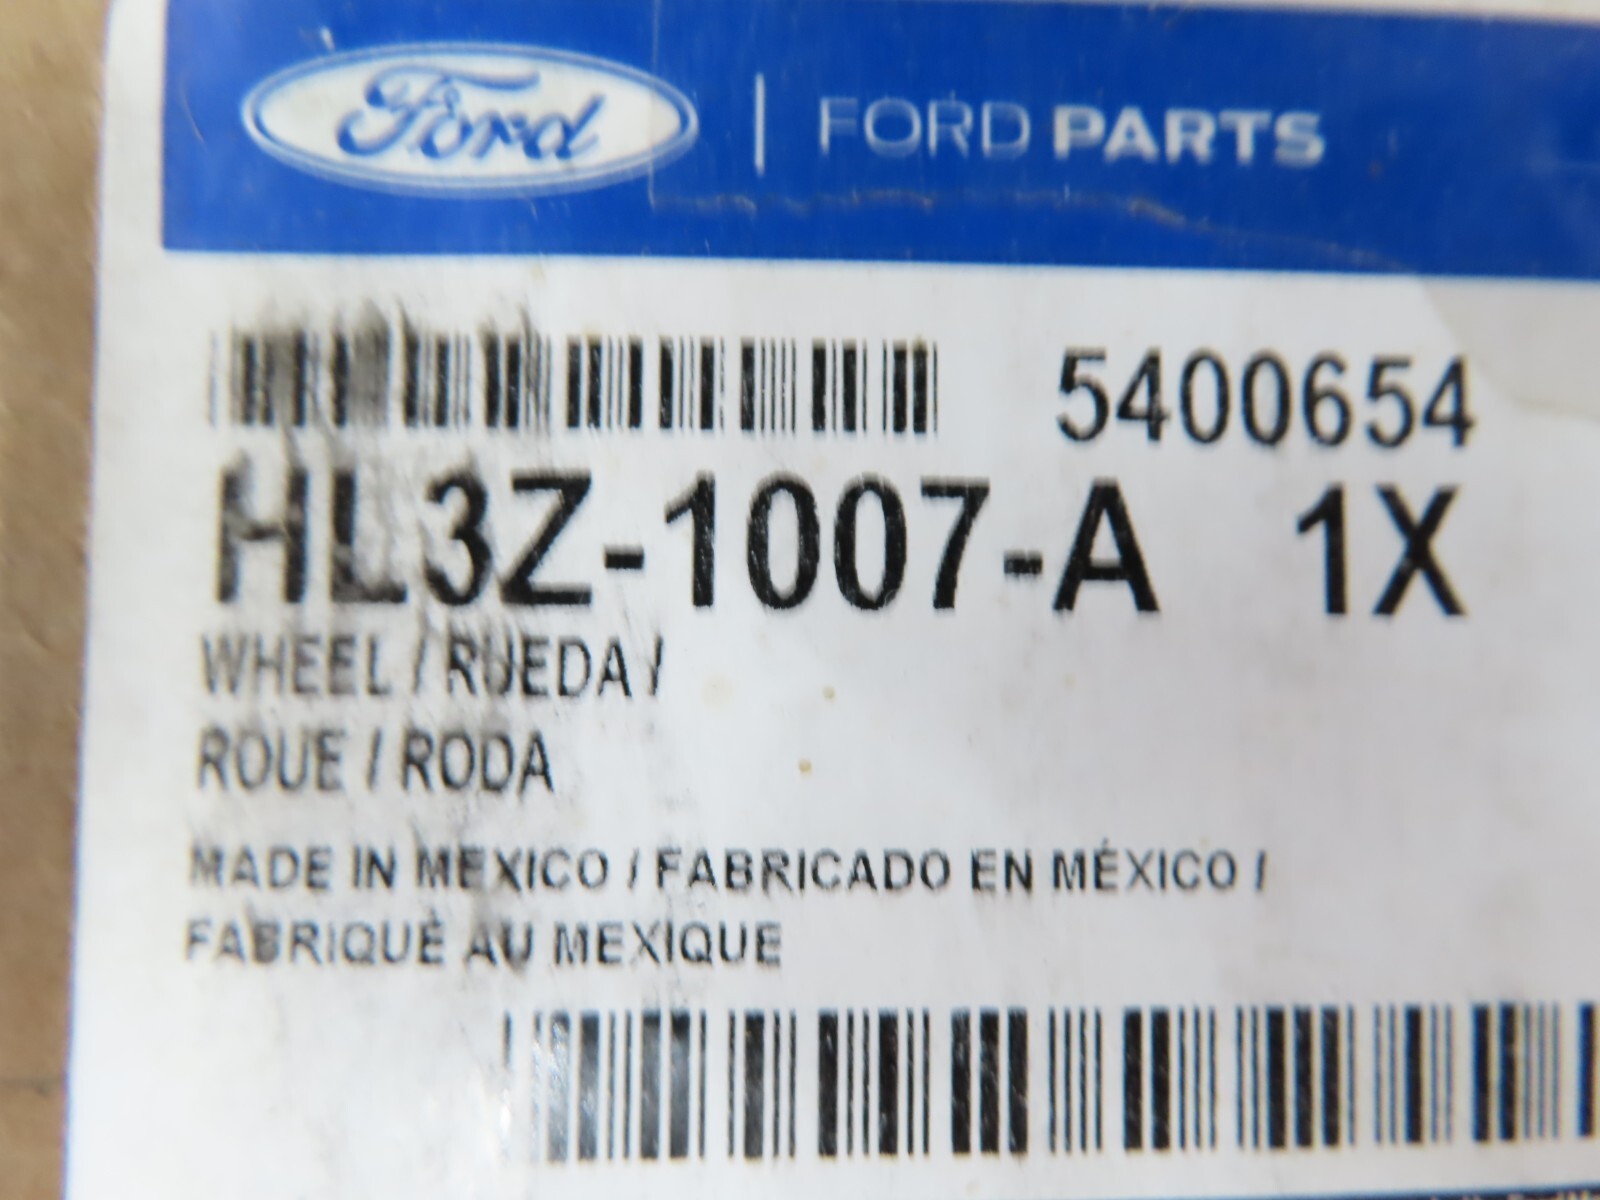 Ford | FORD PARTS
5400654
HL3Z-1007-A 1X
WHEEL / RUEDA /
ROUE / RODA
MADE IN MEXICO / FABRICADO EN MÉXICO /
FABRIQUÉ AU MEXIQUE